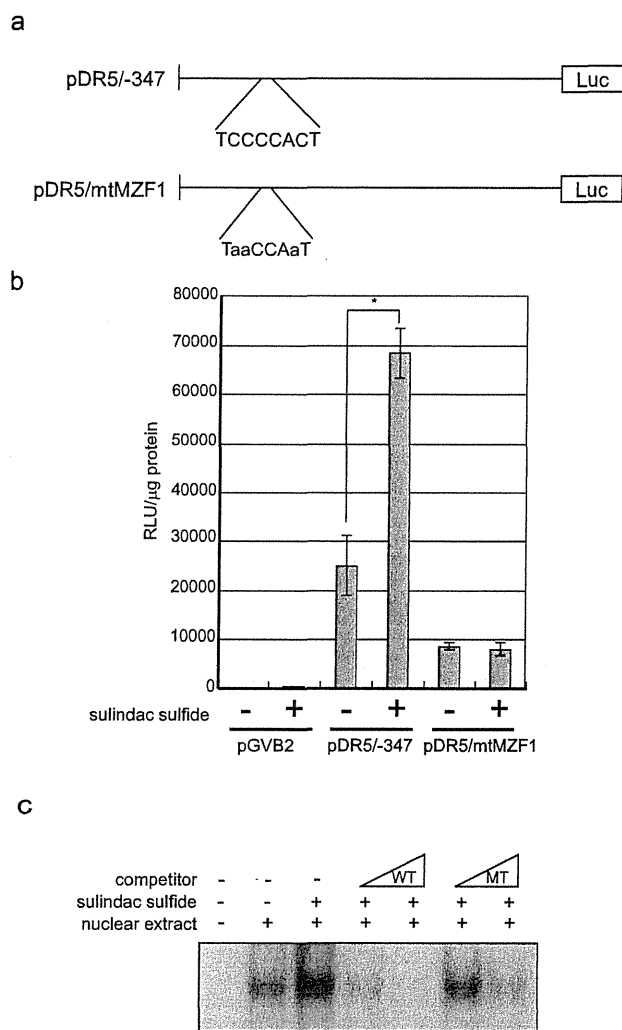 a
pDR5/-347
Luc
TCCCCACT
pDR5/mtMZF1
Luc
TaaCCAaT
b
80000
70000
60000
50000
40000
30000
20000
10000
0
RLU/μg protein
*
sulindac sulfide - + - + - +
pGVB2 pDR5/-347 pDR5/mtMZF1
c
competitor - - - WT MT
sulindac sulfide - - + + + + +
nuclear extract - + + + + + +